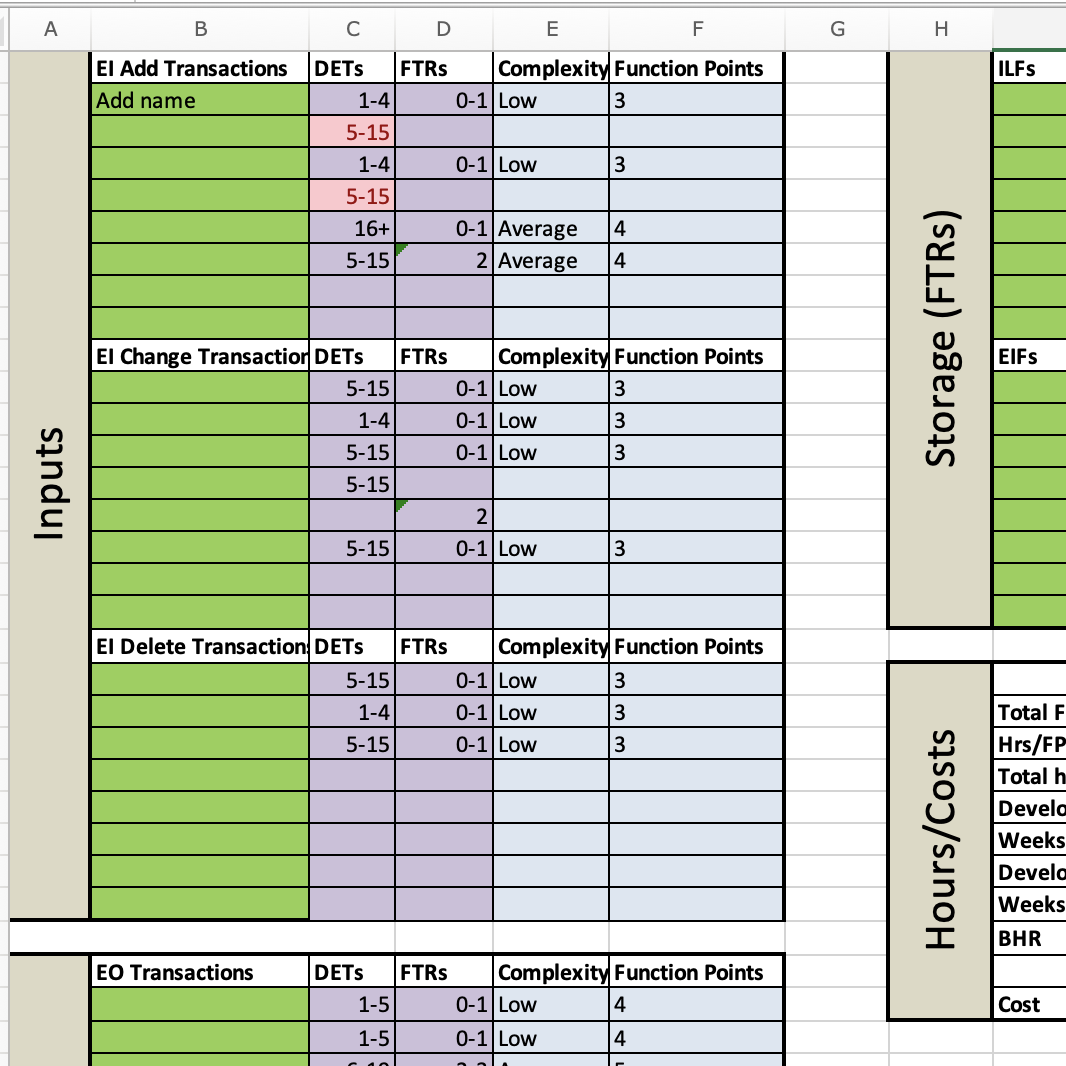 A B C D E F G H
EI Add Transactions DETs FTRs Complexity Function Points ILFs
Add name 1-4 0-1 Low 3
5-15
1-4 0-1 Low 3
5-15
16+ 0-1 Average 4
5-15 2 Average 4
EI Change Transaction DETs FTRs Complexity Function Points EIFs
5-15 0-1 Low 3
1-4 0-1 Low 3
5-15 0-1 Low 3
5-15
2
5-15 0-1 Low 3
EI Delete Transactions DETs FTRs Complexity Function Points
5-15 0-1 Low 3
1-4 0-1 Low 3
5-15 0-1 Low 3
EO Transactions DETs FTRs Complexity Function Points
1-5 0-1 Low 4
1-5 0-1 Low 4
Inputs
Storage (FTRs)
Hours/Costs
Total F
Hrs/FP
Total h
Develo
Weeks
Develo
Weeks
BHR
Cost